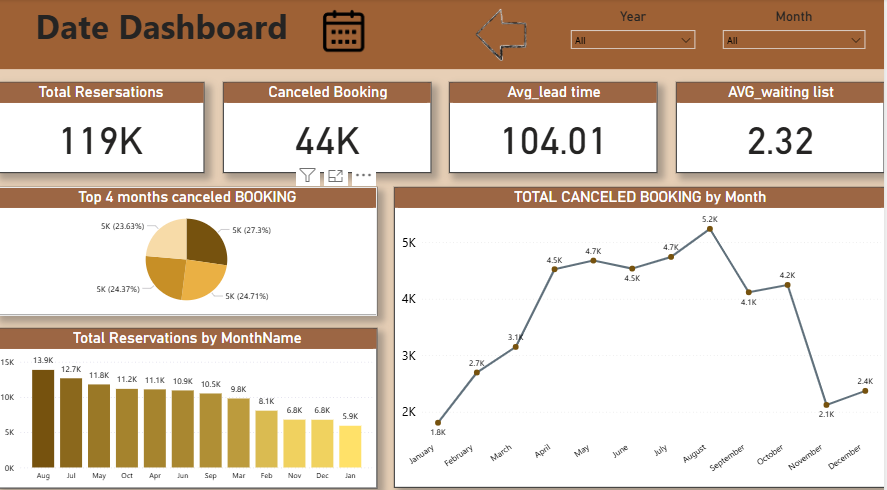 Date Dashboard
Year
Month
All
All
Total Resersations
Canceled Booking
Avg_lead time
AVG_waiting list
119K
44K
104.01
2.32
Top 4 months canceled BOOKING
5K (23.63%)
5K (27.3%)
5K (24.37%)
5K (24.71%)
TOTAL CANCELED BOOKING by Month
5K
4K
3K
2K
1.8K
2.7K
3.1K
4.5K
4.7K
4.5K
4.7K
5.2K
4.1K
4.2K
2.1K
2.4K
January
February
March
April
May
June
July
August
September
October
November
December
Total Reservations by MonthName
15K
10K
5K
0K
13.9K
12.7K
11.8K
11.2K
11.1K
10.9K
10.5K
9.8K
8.1K
6.8K
6.8K
5.9K
Aug
Jul
May
Oct
Apr
Jun
Sep
Mar
Feb
Nov
Dec
Jan